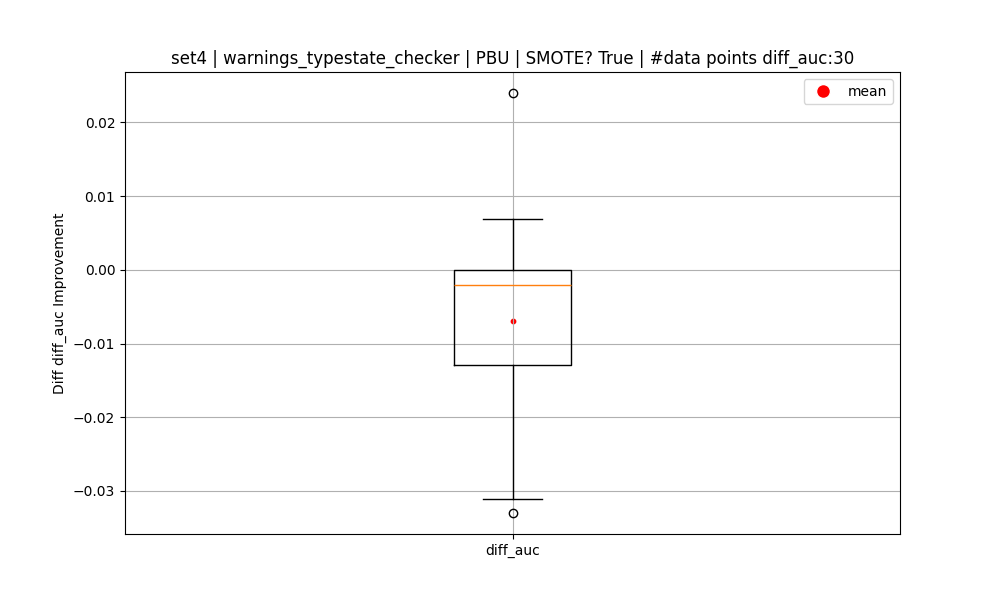 set4 | warnings_typestate_checker | PBU | SMOTE? True | #data points diff_auc:30
mean
0.02
0.01
0.00
−0.01
−0.02
−0.03
Diff diff_auc Improvement
diff_auc